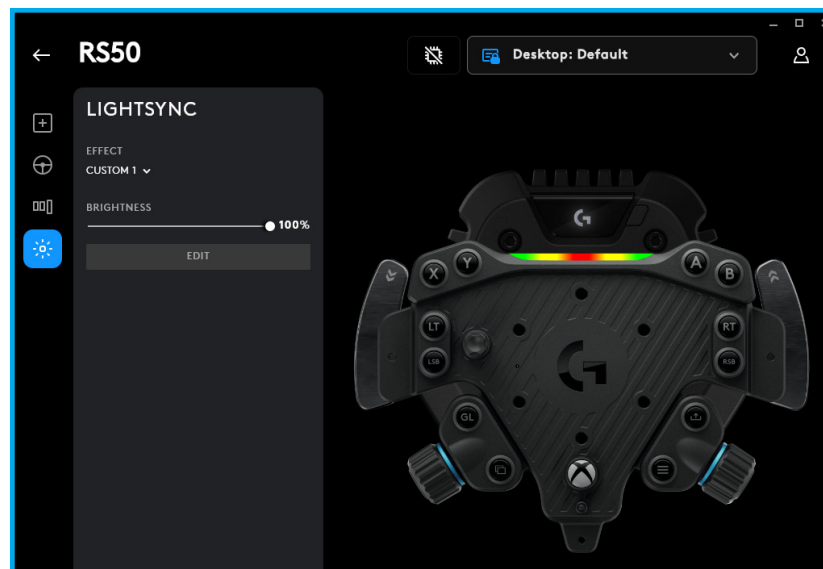 RS50
Desktop: Default
LIGHTSYNC
EFFECT
CUSTOM 1
BRIGHTNESS
100%
EDIT
G
X
Y
A
B
LT
RT
LSB
RSB
G
GL